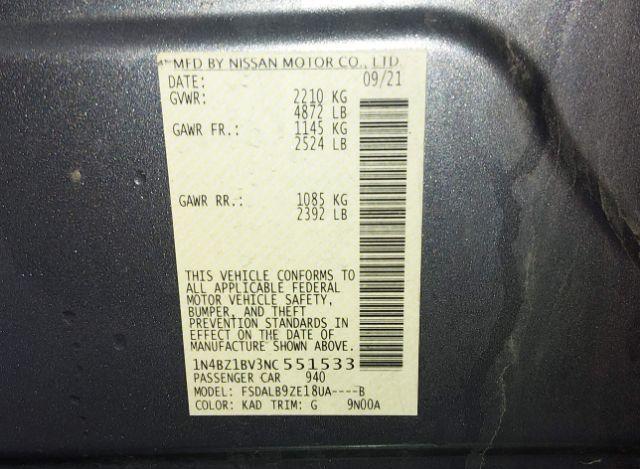 MFD BY NISSAN MOTOR CO., LTD
DATE: 09/21
GVWR: 2210 KG
4872 LB
GAWR FR.: 1145 KG
2524 LB
GAWR RR.: 1085 KG
2392 LB
THIS VEHICLE CONFORMS TO
ALL APPLICABLE FEDERAL
MOTOR VEHICLE SAFETY,
BUMPER, AND THEFT
PREVENTION STANDARDS IN
EFFECT ON THE DATE OF
MANUFACTURE SHOWN ABOVE.
1N4BZ1BV3NC551533
PASSENGER CAR 940
MODEL: FSDALB9ZE18UA----B
COLOR: KAD TRIM: G 9N00A